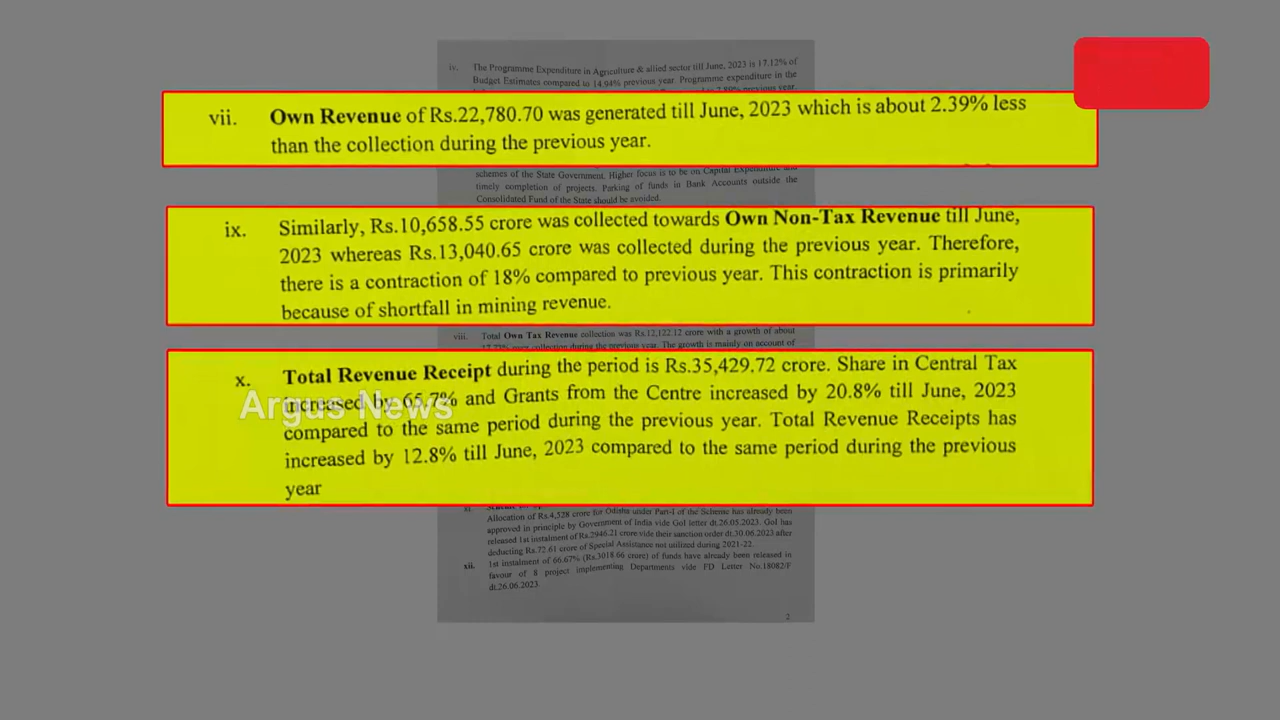 iv. The Programme Expenditure in Agriculture & allied sector till June, 2023 is 17.12% of
Budget Estimates compared to 14.94% previous year. Programme expenditure in the
vii. Own Revenue of Rs.22,780.70 was generated till June, 2023 which is about 2.39% less
than the collection during the previous year.
schemes of the State Government. Higher focus is to be on Capital Expenditure and
timely completion of projects. Parking of funds in Bank Accounts outside the
Consolidated Fund of the State should be avoided.
ix. Similarly, Rs.10,658.55 crore was collected towards Own Non-Tax Revenue till June,
2023 whereas Rs.13,040.65 crore was collected during the previous year. Therefore,
there is a contraction of 18% compared to previous year. This contraction is primarily
because of shortfall in mining revenue.
viii. Total Own Tax Revenue collection was Rs.12,122.12 crore with a growth of about
collection during the previous year. The growth is mainly on account of
x. Total Revenue Receipt during the period is Rs.35,429.72 crore. Share in Central Tax
increased by 65.7% and Grants from the Centre increased by 20.8% till June, 2023
Argus News
compared to the same period during the previous year. Total Revenue Receipts has
increased by 12.8% till June, 2023 compared to the same period during the previous
year
Allocation of Rs.4,528 crore for Odisha under Part-I of the Scheme has already been
approved in principle by Government of India vide GoI letter dt.26.05.2023. GoI has
released 1st instalment of Rs.2946.21 crore vide their sanction order dt.30.06.2023 after
deducting Rs.72.61 crore of Special Assistance not utilized during 2021-22.
xii. 1st instalment of 66.67% (Rs.3018.66 crore) of funds have already been released in
favour of 8 project implementing Departments vide FD Letter No.18082/F
dt.26.06.2023
2